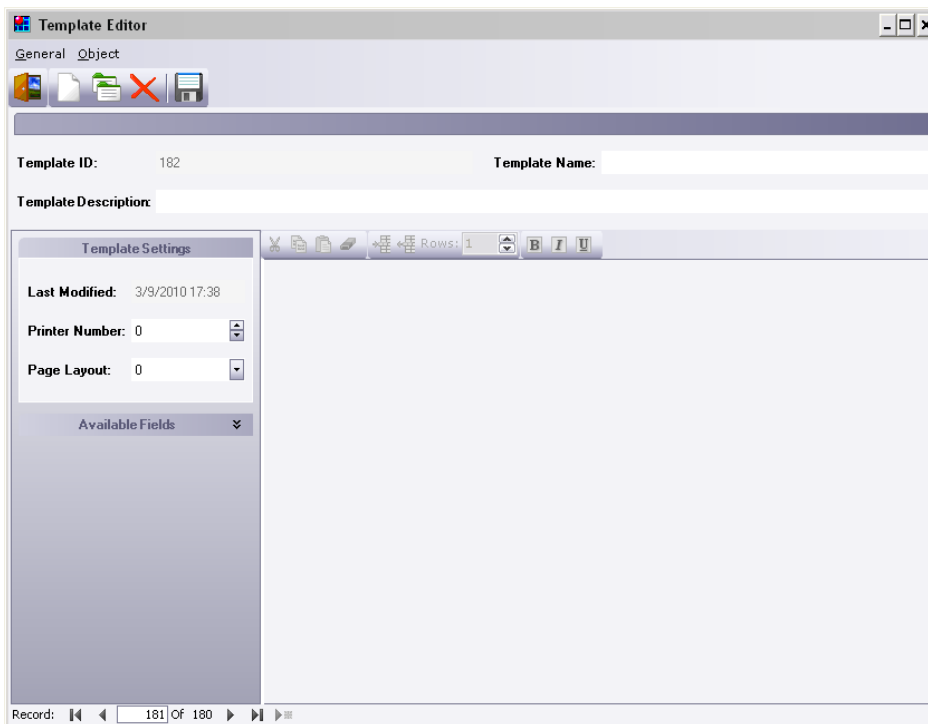 Template Editor
General Object
Template ID: 182 Template Name:
Template Description:
Template Settings
Rows: 1 B I U
Last Modified: 3/9/2010 17:38
Printer Number: 0
Page Layout: 0
Available Fields
Record: 181 Of 180